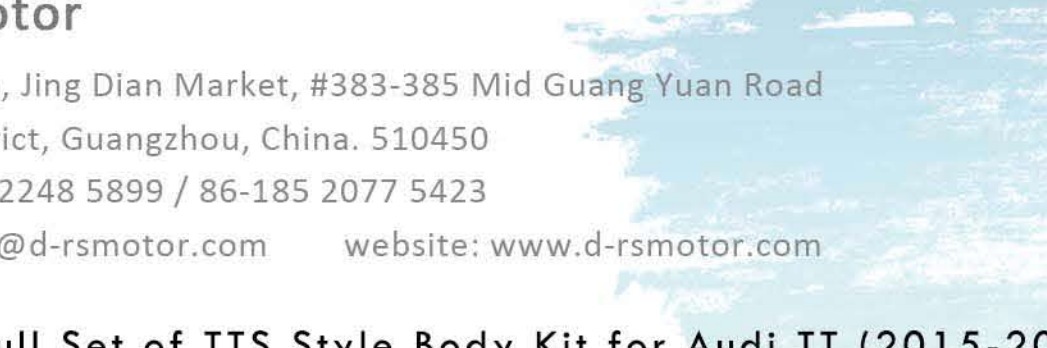 otor
, Jing Dian Market, #383-385 Mid Guang Yuan Road
rict, Guangzhou, China. 510450
2248 5899 / 86-185 2077 5423
@d-rsmotor.com website: www.d-rsmotor.com
ull Set of TTS Style Body Kit for Audi TT (2015-20